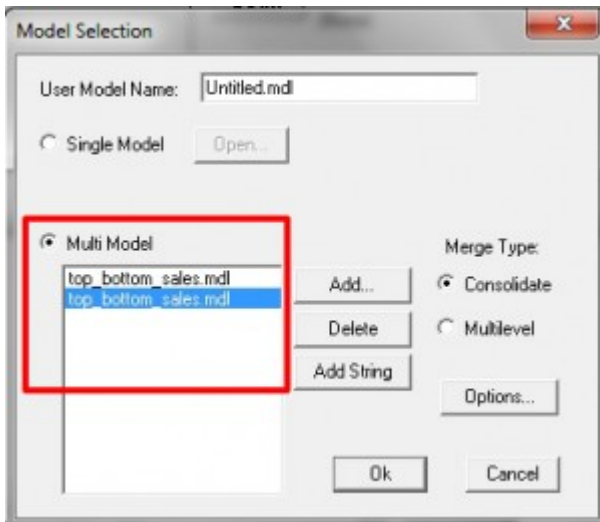 Model Selection
User Model Name: Untitled.mdl
Single Model Open...
Multi Model
Merge Type:
top_bottom_sales.mdl
top_bottom_sales.mdl
Add...
Consolidate
Delete
Multilevel
Add String
Options...
Ok
Cancel